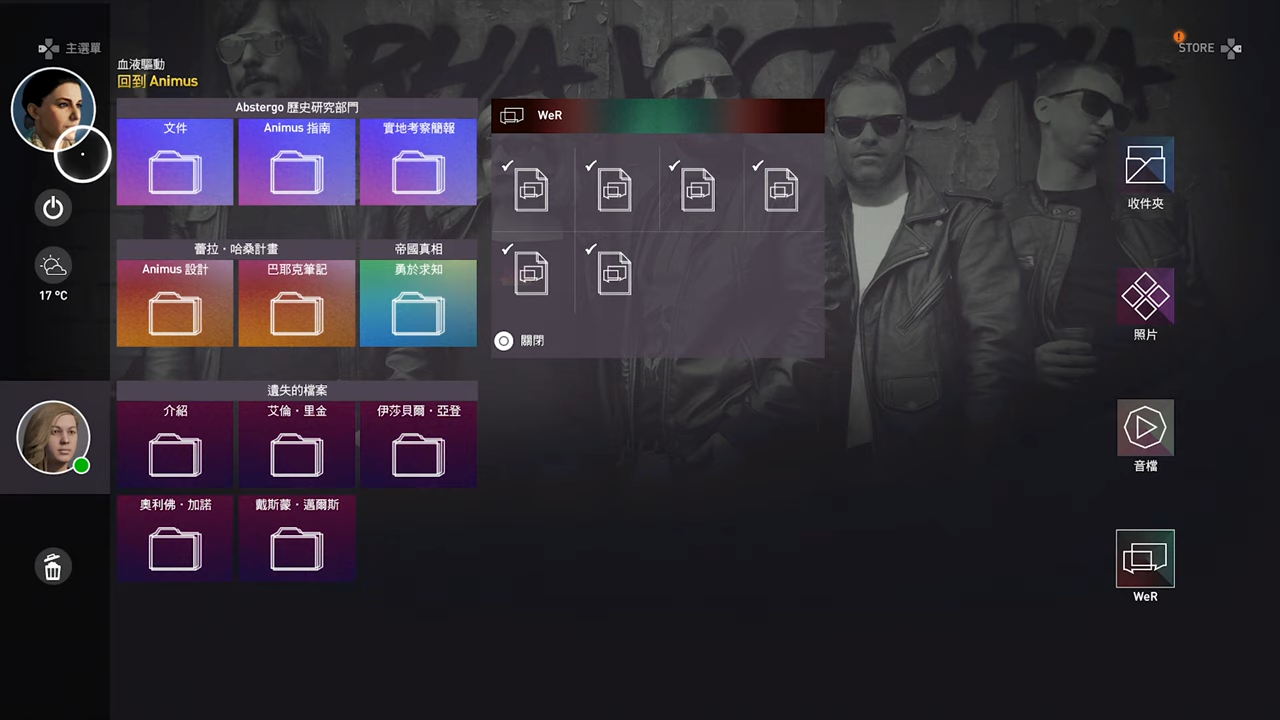 主選單
STORE
血液驅動
回到 Animus
Abstergo 歷史研究部門
文件
Animus 指南
實地考察簡報
蕾拉・哈桑計畫
帝國真相
Animus 設計
巴耶克筆記
勇於求知
遺失的檔案
介紹
艾倫・里金
伊莎貝爾・亞登
奧利佛・加諾
戴斯蒙・邁爾斯
WeR
關閉
17 °C
收件夾
照片
音檔
WeR